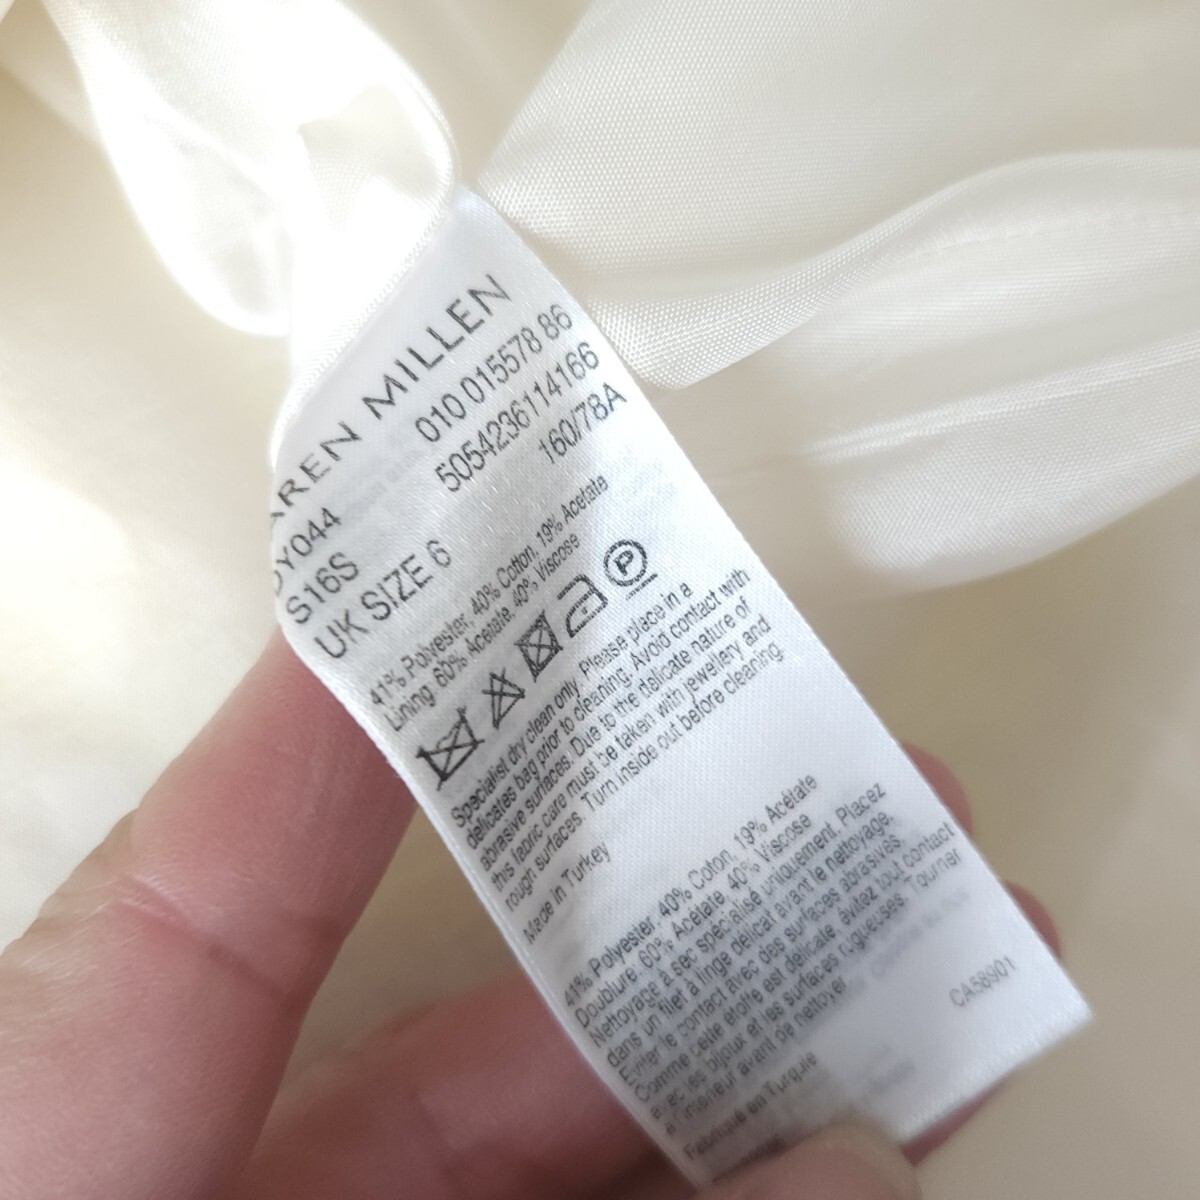 KAREN MILLEN
DY044 010 015578 86
S16S 5054236114166
UK SIZE 6 160/78A
41% Polyester, 40% Cotton, 19% Acetate
Lining 60% Acetate, 40% Viscose
P
Specialist dry clean only. Please place in a
delicates bag prior to cleaning. Avoid contact with
abrasive surfaces. Due to the delicate nature of
this fabric care must be taken with jewellery and
rough surfaces. Turn inside out before cleaning.
Made in Turkey
41% Polyester, 40% Coton, 19% Acétate
Doublure. 60% Acétate, 40% Viscose
Nettoyage à sec spécialisé uniquement. Placez
dans un filet à linge délicat avant le nettoyage.
Eviter le contact avec des surfaces abrasives.
Comme cette étoffe est délicate, évitez tout contact
avec les bijoux et les surfaces rugueuses. Tourner
à l'intérieur avant de nettoyer.
Fabriqué en Turquie
CA58901